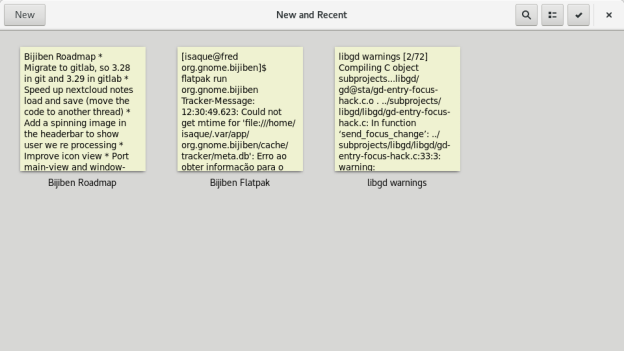 New
New and Recent
Bijiben Roadmap *
Migrate to gitlab, so 3.28
in git and 3.29 in gitlab *
Speed up nextcloud notes
load and save (move the
code to another thread) *
Add a spinning image in
the headerbar to show
user we re processing *
Improve icon view * Port
main-view and window-
Bijiben Roadmap
[isaque@fred
org.gnome.bijiben]$
flatpak run
org.gnome.bijiben
Tracker-Message:
12:30:49.623: Could not
get mtime for 'file:///home/
isaque/.var/app/
org.gnome.bijiben/cache/
tracker/meta.db': Erro ao
obter informação para o
Bijiben Flatpak
libgd warnings [2/72]
Compiling C object
subprojects...libgd/
gd@sta/gd-entry-focus-
hack.c.o . ../subprojects/
libgd/libgd/gd-entry-focus-
hack.c: In function
‘send_focus_change’: ../
subprojects/libgd/libgd/gd-
entry-focus-hack.c:33:3:
warning:
libgd warnings